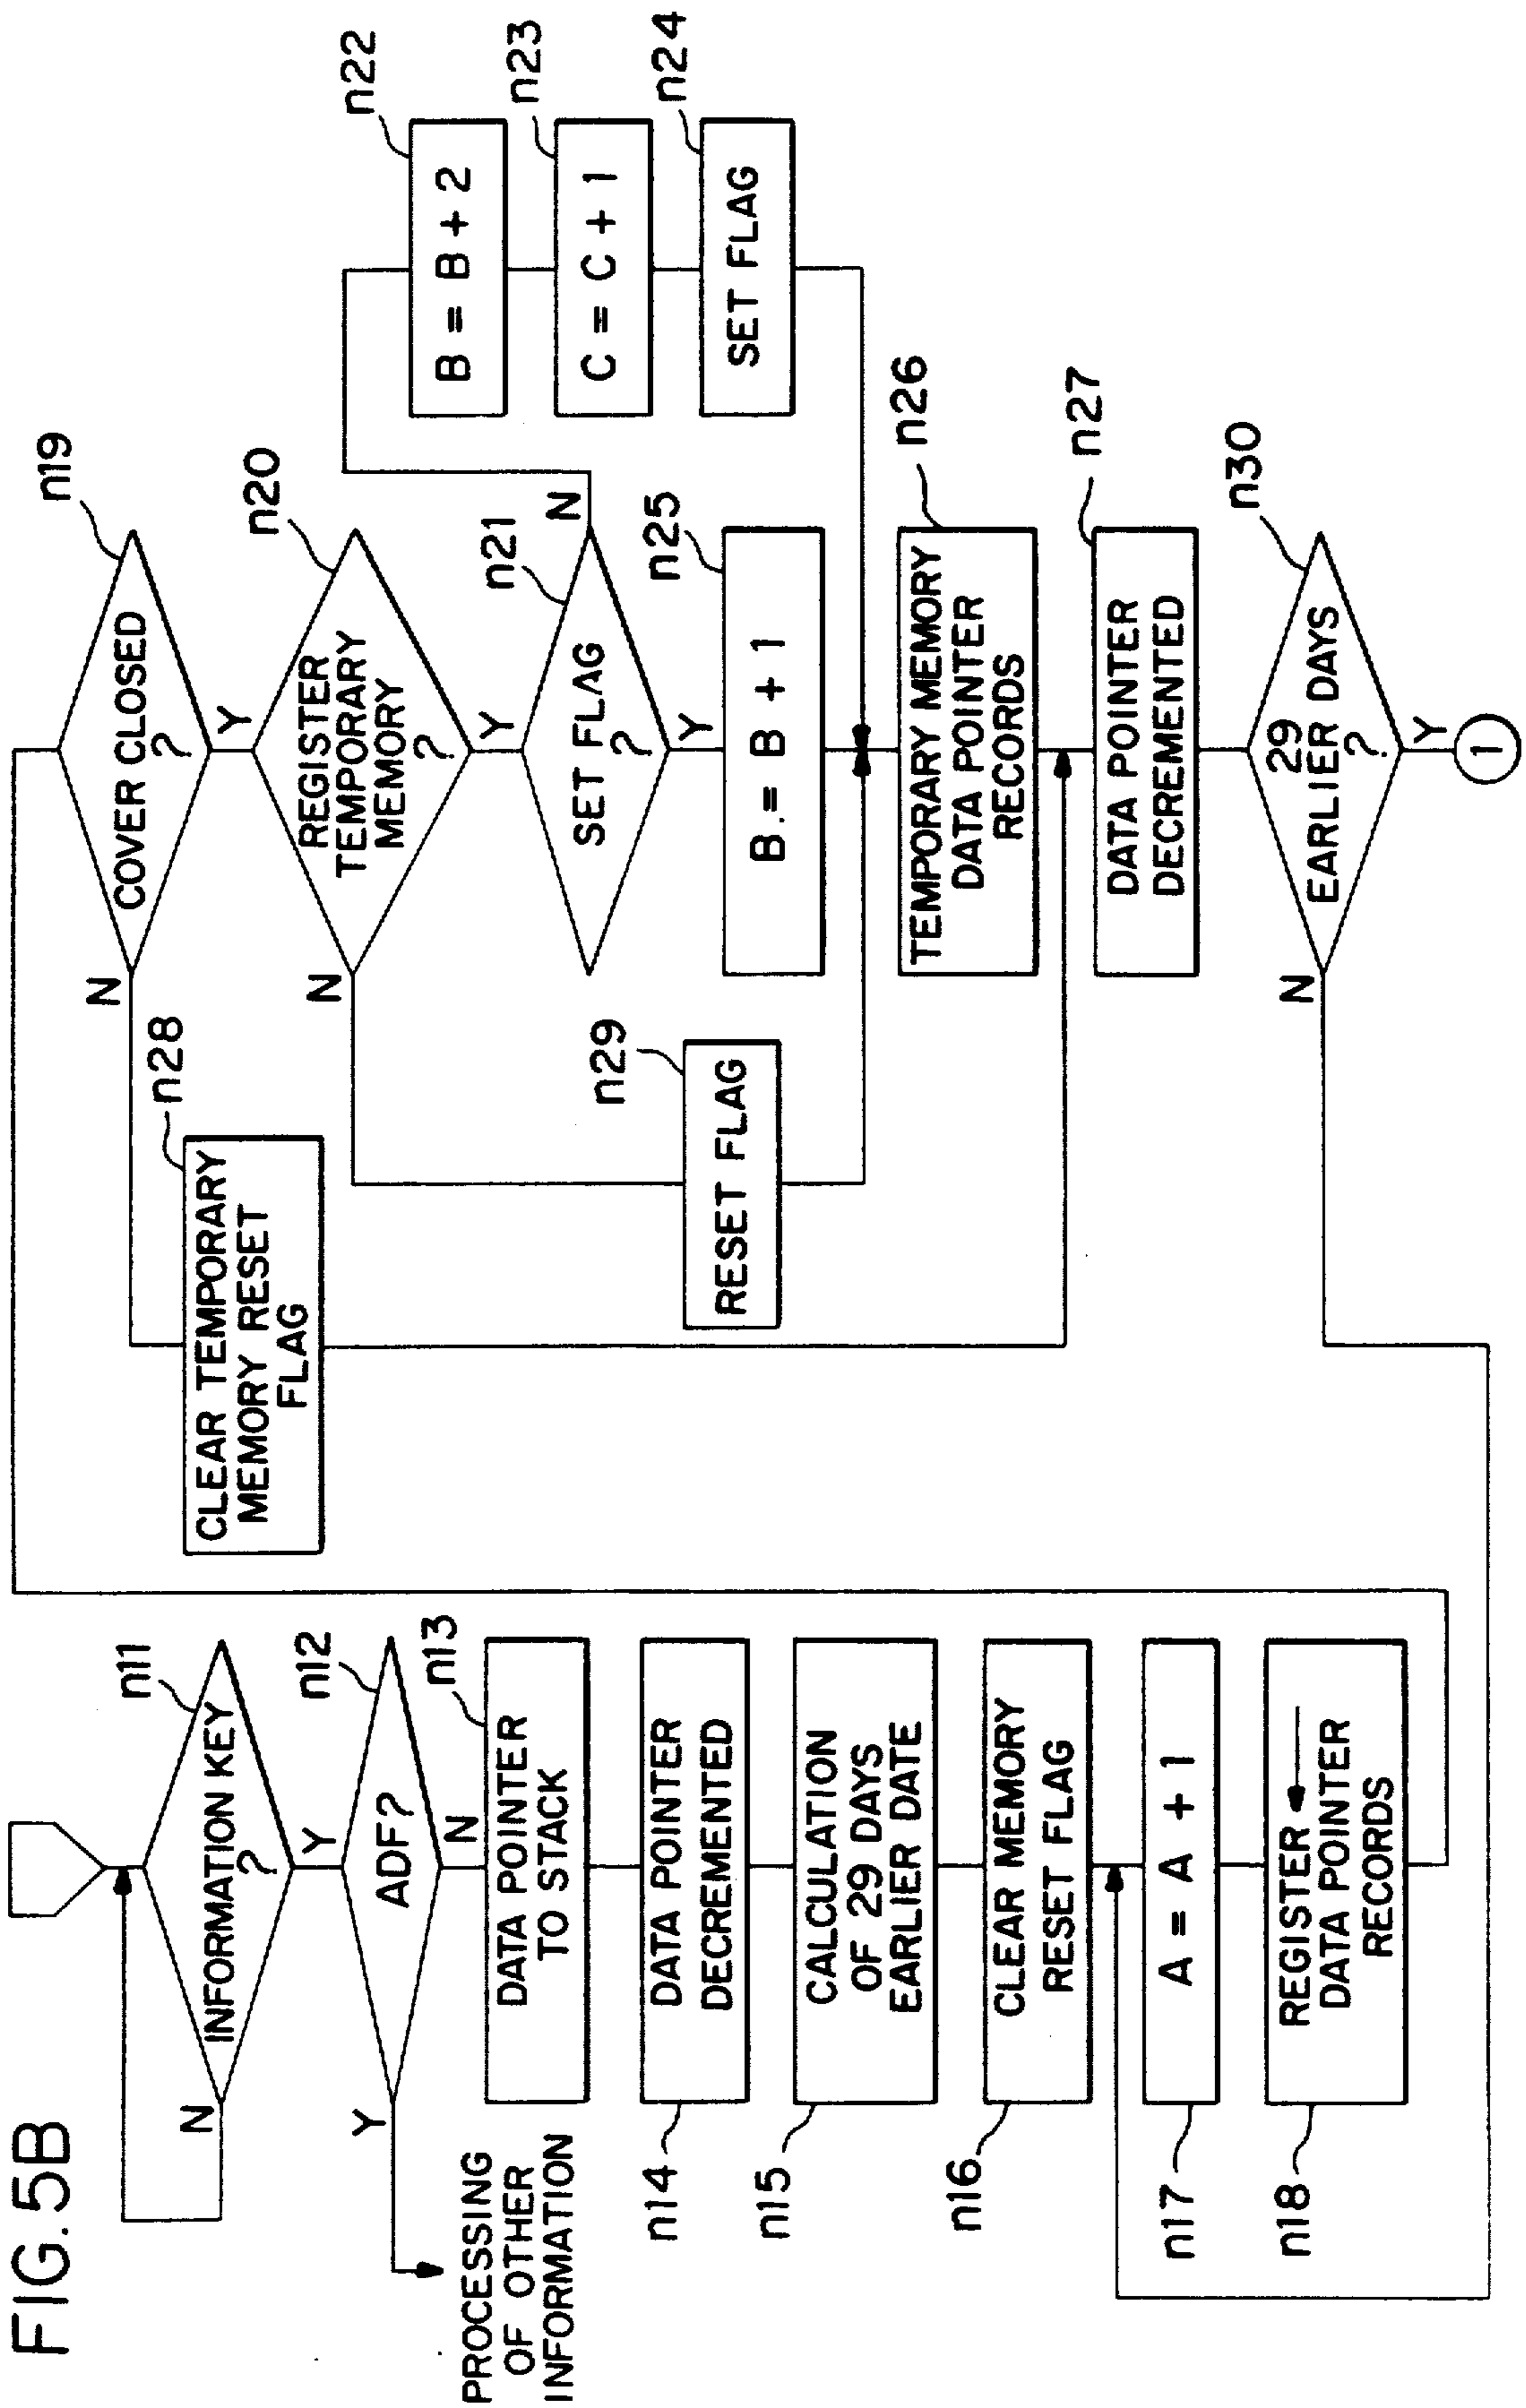 FIG. 5B
n11
INFORMATION KEY
?
N
Y
n12
ADF?
Y
N
PROCESSING
OF OTHER
INFORMATION
n13
DATA POINTER
TO STACK
n14
DATA POINTER
DECREMENTED
n15
CALCULATION
OF 29 DAYS
EARLIER DATE
n16
CLEAR MEMORY
RESET FLAG
n17
A = A + 1
n18
REGISTER
DATA POINTER
RECORDS
n19
COVER CLOSED
?
N
Y
n28
CLEAR TEMPORARY
MEMORY RESET
FLAG
n20
REGISTER
TEMPORARY
MEMORY
?
N
Y
n29
RESET FLAG
n21
SET FLAG
?
N
Y
n22
B = B + 2
n23
C = C + 1
n24
SET FLAG
n25
B.= B + 1
n26
TEMPORARY MEMORY
DATA POINTER
RECORDS
n27
DATA POINTER
DECREMENTED
n30
29
EARLIER DAYS
?
N
Y
1